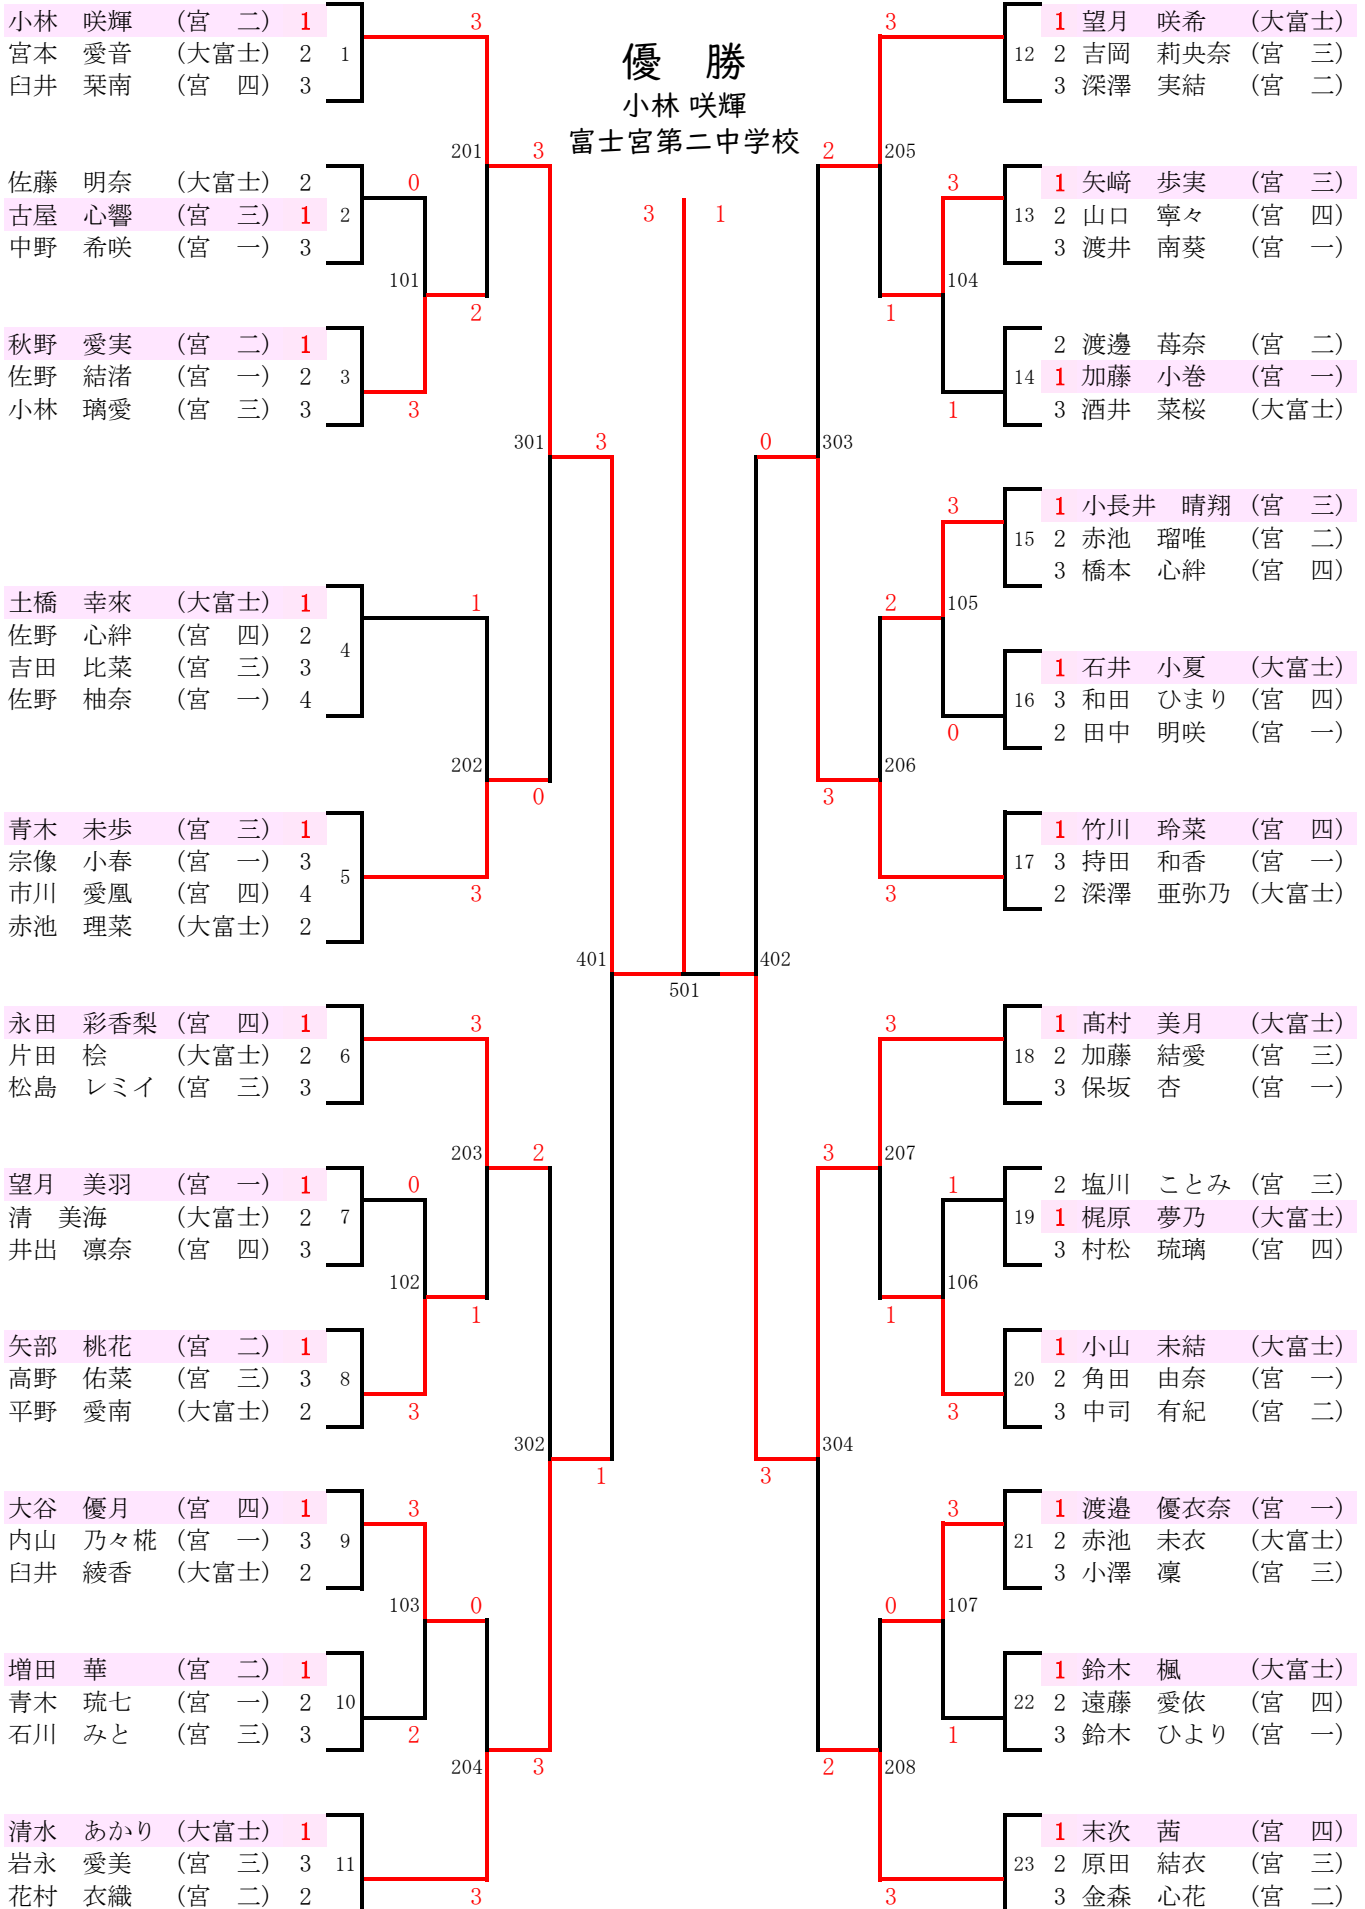 優　勝
小林 咲輝
富士宮第二中学校
3 1
小林　咲輝　(宮　二) 1
宮本　愛音　(大富士) 2
臼井　栞南　(宮　四) 3
1
3
201
3
佐藤　明奈　(大富士) 2
古屋　心響　(宮　三) 1
中野　希咲　(宮　一) 3
2
0
101
2
秋野　愛実　(宮　二) 1
佐野　結渚　(宮　一) 2
小林　璃愛　(宮　三) 3
3
3
301
3
土橋　幸來　(大富士) 1
佐野　心絆　(宮　四) 2
吉田　比菜　(宮　三) 3
佐野　柚奈　(宮　一) 4
4
1
202
0
青木　未歩　(宮　三) 1
宗像　小春　(宮　一) 3
市川　愛凰　(宮　四) 4
赤池　理菜　(大富士) 2
5
3
401
501
永田　彩香梨 (宮　四) 1
片田　桧　(大富士) 2
松島　レミイ (宮　三) 3
6
3
203
2
望月　美羽　(宮　一) 1
清　美海　(大富士) 2
井出　凛奈　(宮　四) 3
7
0
102
1
矢部　桃花　(宮　二) 1
高野　佑菜　(宮　三) 3
平野　愛南　(大富士) 2
8
3
302
1
大谷　優月　(宮　四) 1
内山　乃々椛 (宮　一) 3
臼井　綾香　(大富士) 2
9
3
103
0
増田　華　(宮　二) 1
青木　琉七　(宮　一) 2
石川　みと　(宮　三) 3
10
2
204
3
清水　あかり (大富士) 1
岩永　愛美　(宮　三) 3
花村　衣織　(宮　二) 2
11
3
3
12
1 望月　咲希　(大富士)
2 吉岡　莉央奈 (宮　三)
3 深澤　実結　(宮　二)
2
205
3
13
1 矢﨑　歩実　(宮　三)
2 山口　寧々　(宮　四)
3 渡井　南葵　(宮　一)
1
104
14
2 渡邊　苺奈　(宮　二)
1 加藤　小巻　(宮　一)
3 酒井　菜桜　(大富士)
1
0
303
3
15
1 小長井　晴翔 (宮　三)
2 赤池　瑠唯　(宮　二)
3 橋本　心絆　(宮　四)
2
105
16
1 石井　小夏　(大富士)
3 和田　ひまり (宮　四)
2 田中　明咲　(宮　一)
0
3
206
17
1 竹川　玲菜　(宮　四)
3 持田　和香　(宮　一)
2 深澤　亜弥乃 (大富士)
3
402
3
18
1 髙村　美月　(大富士)
2 加藤　結愛　(宮　三)
3 保坂　杏　(宮　一)
3
207
1
19
2 塩川　ことみ (宮　三)
1 梶原　夢乃　(大富士)
3 村松　琉璃　(宮　四)
1
106
20
1 小山　未結　(大富士)
2 角田　由奈　(宮　一)
3 中司　有紀　(宮　二)
3
3
304
3
21
1 渡邉　優衣奈 (宮　一)
2 赤池　未衣　(大富士)
3 小澤　凜　(宮　三)
0
107
22
1 鈴木　楓　(大富士)
2 遠藤　愛依　(宮　四)
3 鈴木　ひより (宮　一)
1
2
208
23
1 末次　茜　(宮　四)
2 原田　結衣　(宮　三)
3 金森　心花　(宮　二)
3